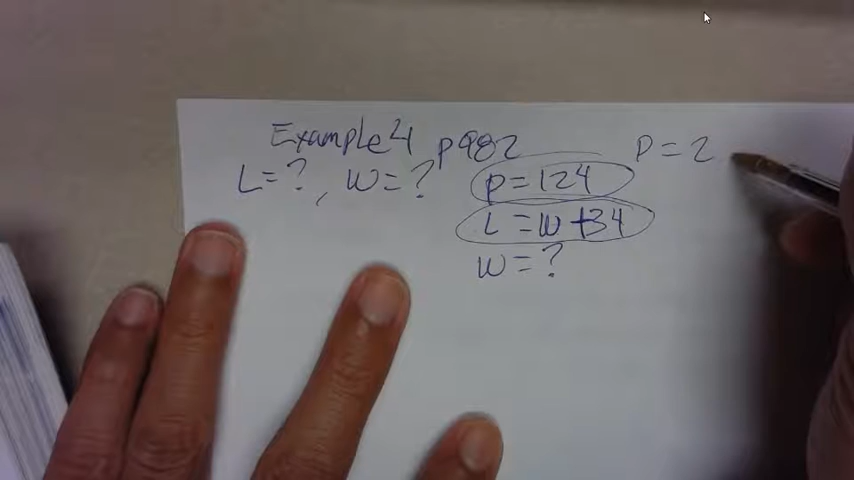 Example 4 p982
L = ?, W = ?
P = 124
L = W + 34
W = ?
P = 2